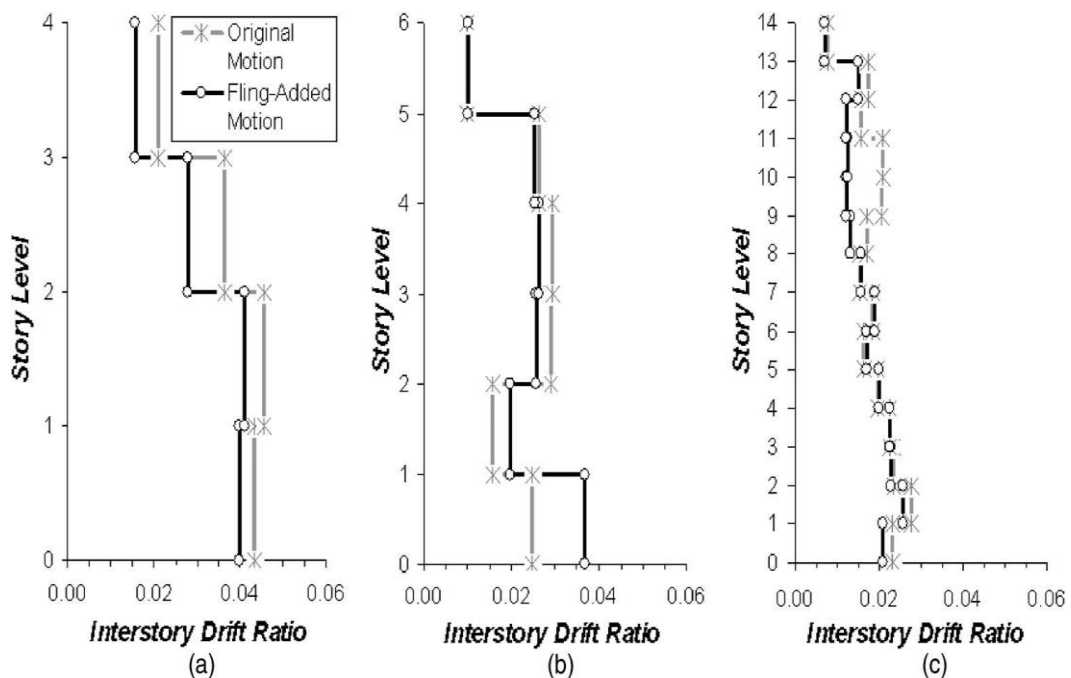 4
3
2
1
0
Story Level
Original
Motion
Fling-Added
Motion
0.00 0.02 0.04 0.06
Interstory Drift Ratio
(a)
6
5
4
3
2
1
0
Story Level
0.00 0.02 0.04 0.06
Interstory Drift Ratio
(b)
14
13
12
11
10
9
8
7
6
5
4
3
2
1
0
Story Level
0.00 0.02 0.04 0.06
Interstory Drift Ratio
(c)